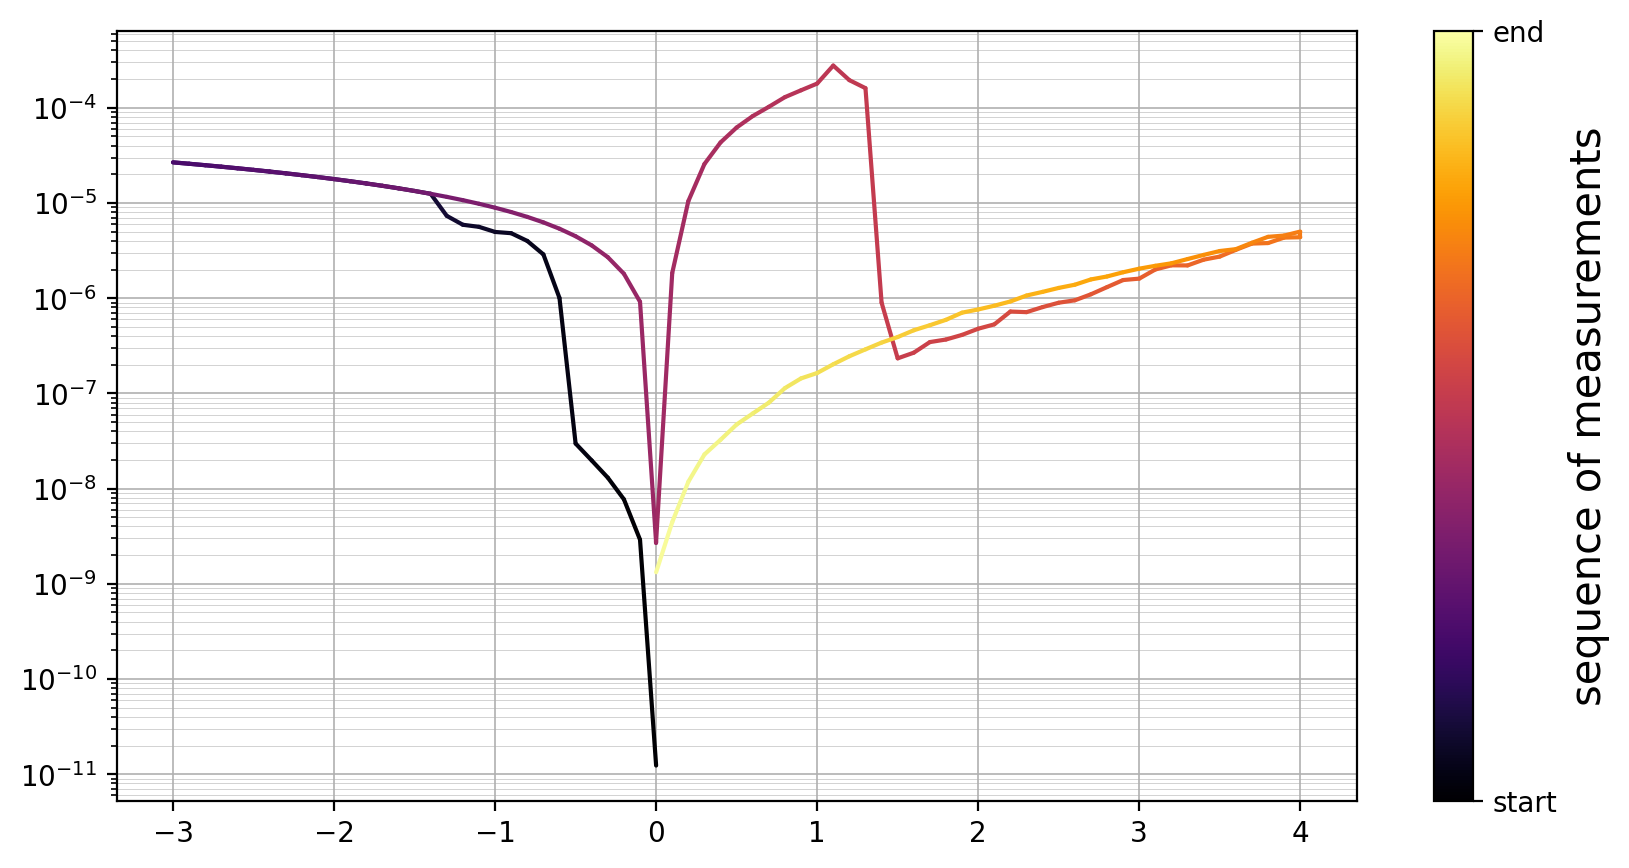 10⁻⁴
10⁻⁵
10⁻⁶
10⁻⁷
10⁻⁸
10⁻⁹
10⁻¹⁰
10⁻¹¹
−3 −2 −1 0 1 2 3 4
end
start
sequence of measurements